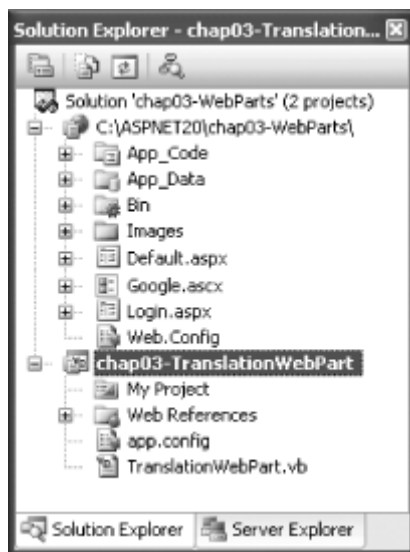 Solution Explorer - chap03-Translation...
Solution 'chap03-WebParts' (2 projects)
C:\ASPNET20\chap03-WebParts\
App_Code
App_Data
Bin
Images
Default.aspx
Google.ascx
Login.aspx
Web.Config
chap03-TranslationWebPart
My Project
Web References
app.config
TranslationWebPart.vb
Solution Explorer Server Explorer